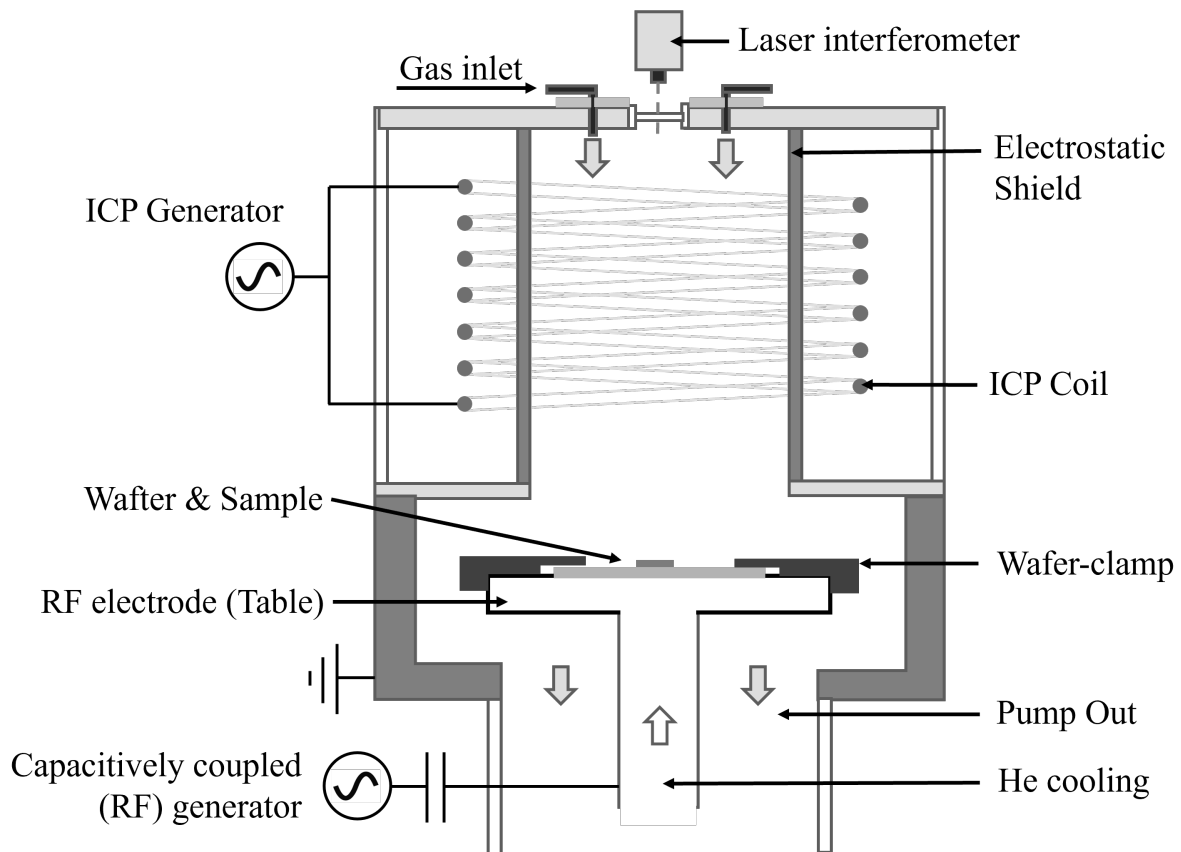 Laser interferometer
Gas inlet
Electrostatic
Shield
ICP Generator
ICP Coil
Wafter & Sample
Wafer-clamp
RF electrode (Table)
Pump Out
Capacitively coupled
(RF) generator
He cooling